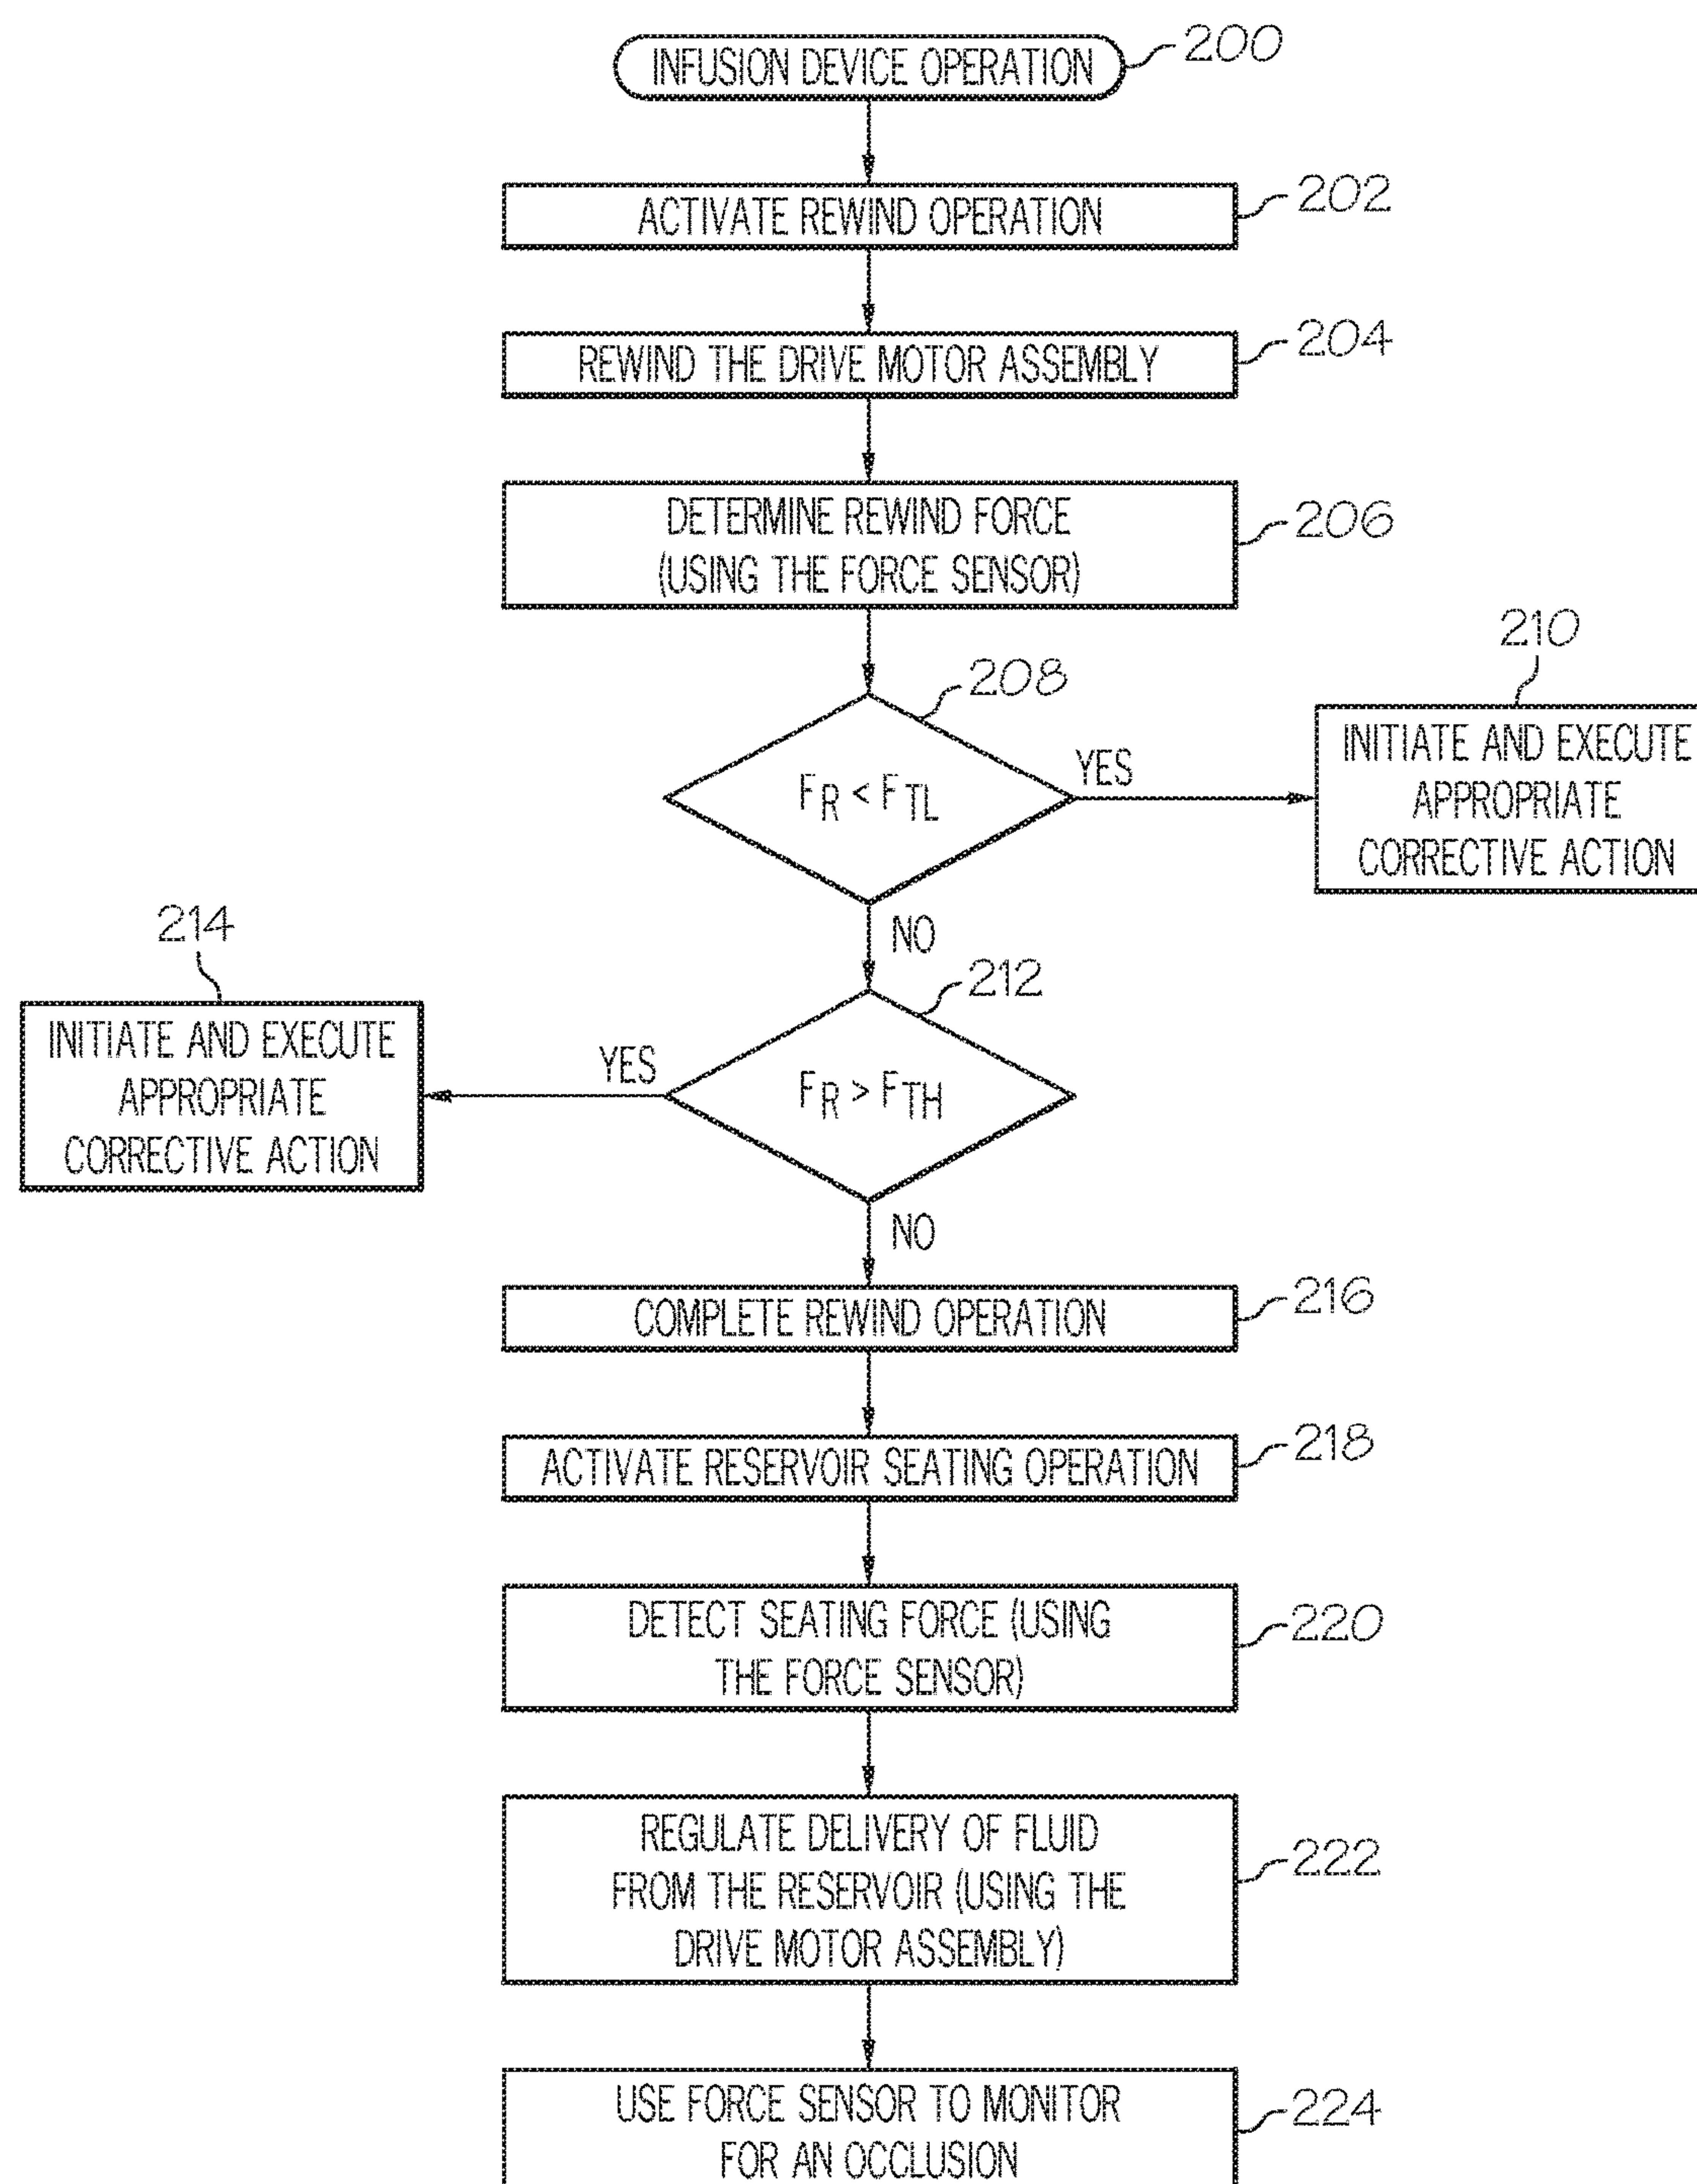 INFUSION DEVICE OPERATION
200
ACTIVATE REWIND OPERATION
202
REWIND THE DRIVE MOTOR ASSEMBLY
204
DETERMINE REWIND FORCE
(USING THE FORCE SENSOR)
206
208
FR < FTL
YES
210
INITIATE AND EXECUTE
APPROPRIATE
CORRECTIVE ACTION
NO
212
FR > FTH
YES
214
INITIATE AND EXECUTE
APPROPRIATE
CORRECTIVE ACTION
NO
COMPLETE REWIND OPERATION
216
ACTIVATE RESERVOIR SEATING OPERATION
218
DETECT SEATING FORCE (USING
THE FORCE SENSOR)
220
REGULATE DELIVERY OF FLUID
FROM THE RESERVOIR (USING THE
DRIVE MOTOR ASSEMBLY)
222
USE FORCE SENSOR TO MONITOR
FOR AN OCCLUSION
224